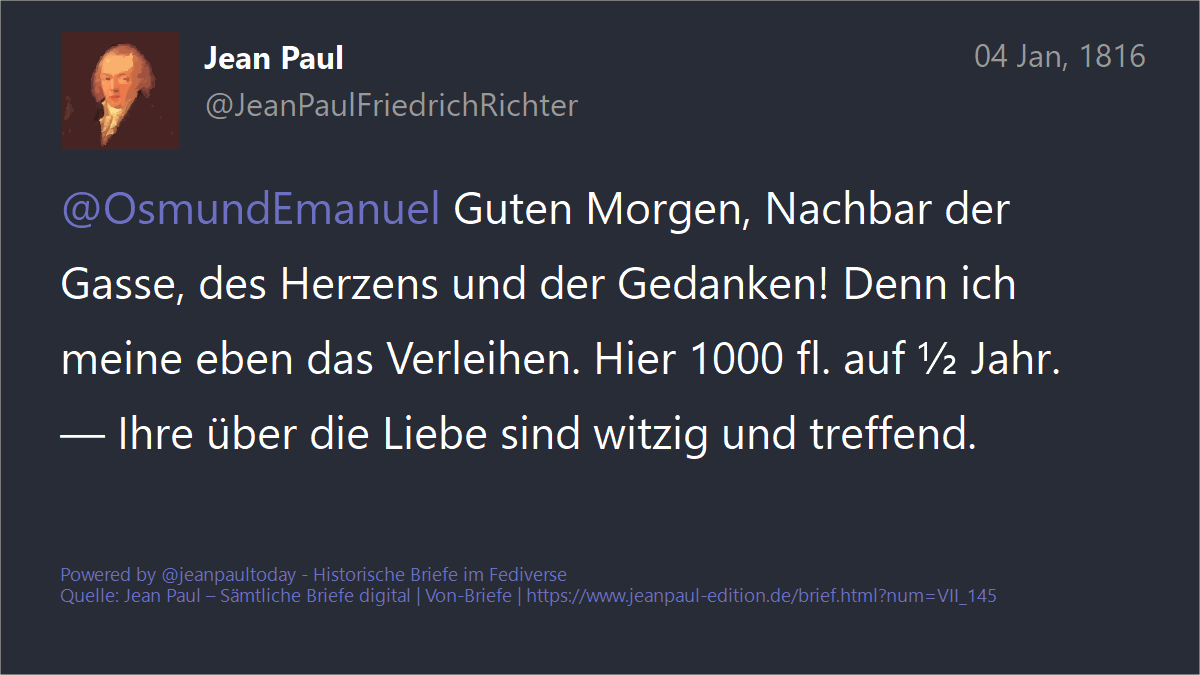 Jean Paul
04 Jan, 1816
@JeanPaulFriedrichRichter
@OsmundEmanuel Guten Morgen, Nachbar der
Gasse, des Herzens und der Gedanken! Denn ich
meine eben das Verleihen. Hier 1000 fl. auf ½ Jahr.
— Ihre über die Liebe sind witzig und treffend.
Powered by @jeanpaultoday - Historische Briefe im Fediverse
Quelle: Jean Paul – Sämtliche Briefe digital | Von-Briefe | https://www.jeanpaul-edition.de/brief.html?num=VII_145